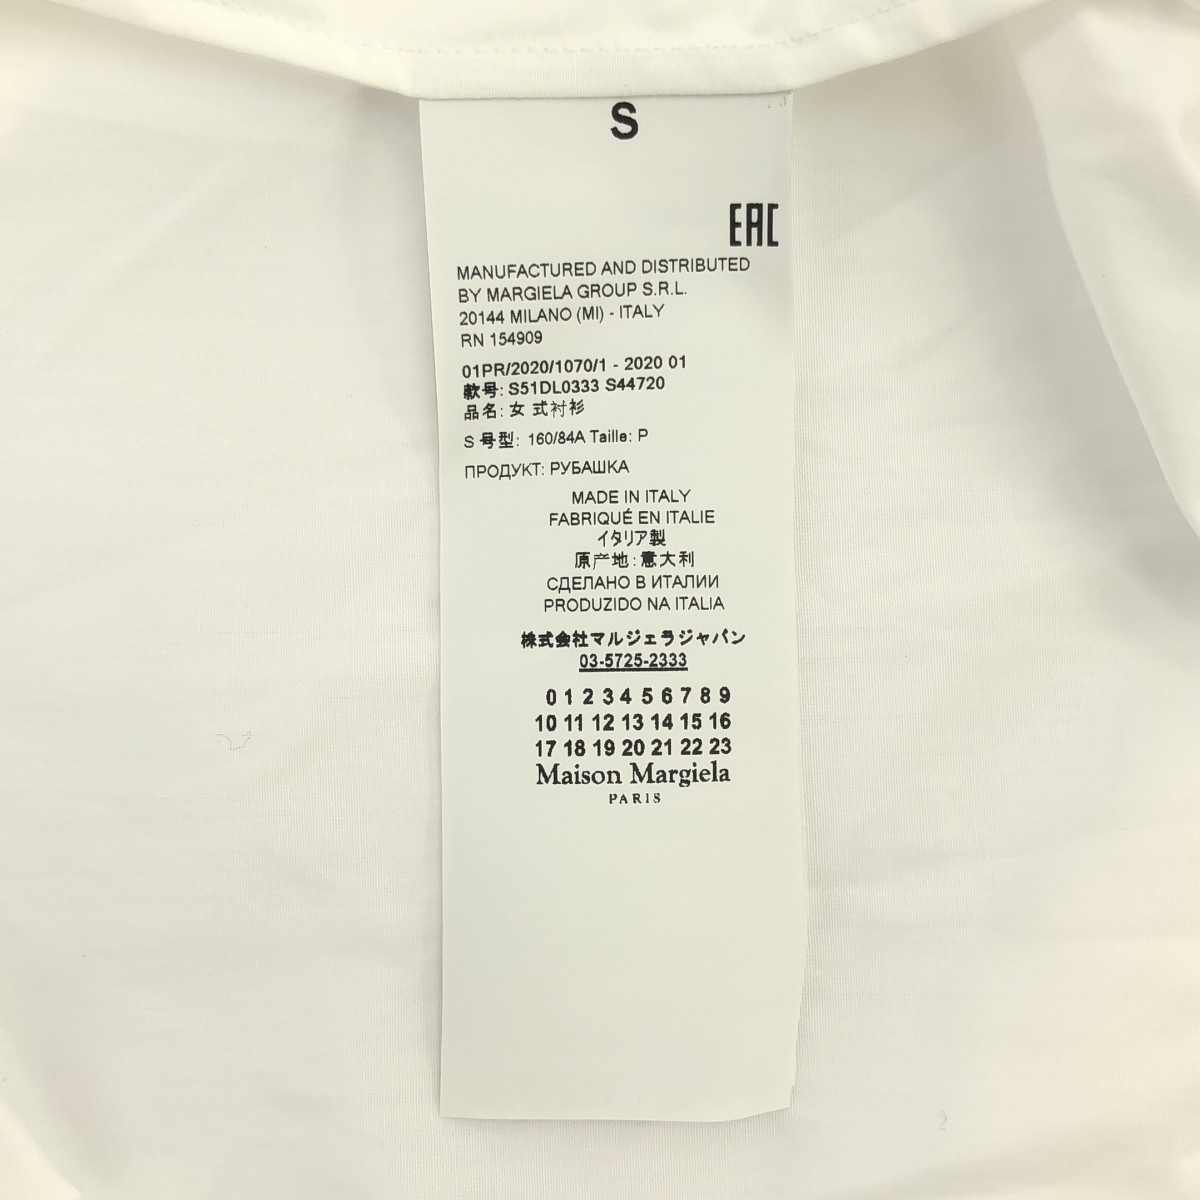 S
EAC
MANUFACTURED AND DISTRIBUTED
BY MARGIELA GROUP S.R.L.
20144 MILANO (MI) - ITALY
RN 154909
01PR/2020/1070/1 - 2020 01
款号: S51DL0333 S44720
品名: 女 式衬衫
S 号型: 160/84A Taille: P
ПРОДУКТ: РУБАШКА
MADE IN ITALY
FABRIQUÉ EN ITALIE
イタリア製
原产地: 意大利
СДЕЛАНО В ИТАЛИИ
PRODUZIDO NA ITALIA
株式会社マルジェラジャパン
03-5725-2333
0 1 2 3 4 5 6 7 8 9
10 11 12 13 14 15 16
17 18 19 20 21 22 23
Maison Margiela
PARIS